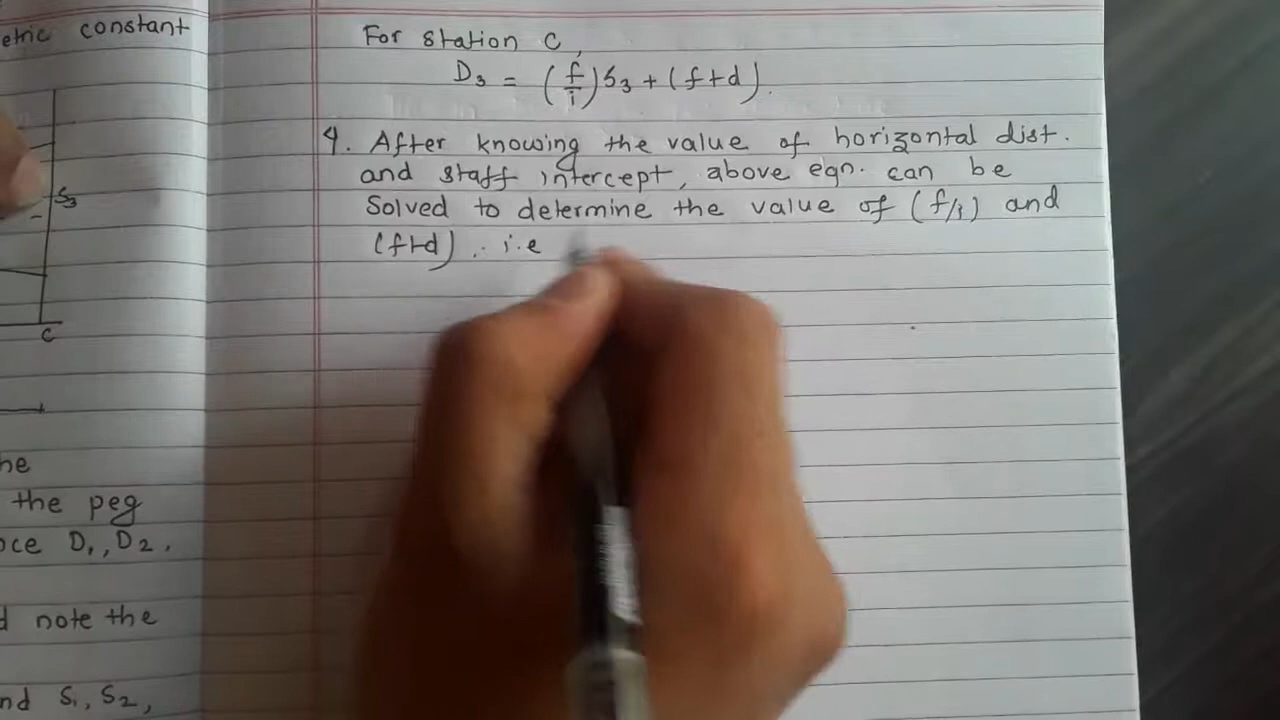 etric constant
S3
C
he
the peg
ce D1, D2.
d note the
nd S1, S2,
For station C,
D3 = (f/i)S3 + (f+d).
4. After knowing the value of horizontal dist.
and staff intercept, above eqn. can be
Solved to determine the value of (f/i) and
(f+d) . i.e